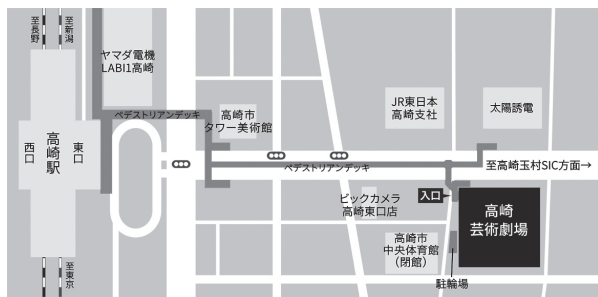 至長野
至新潟
ヤマダ電機
LABI1高崎
ペデストリアンデッキ
高崎市
タワー美術館
JR東日本
高崎支社
太陽誘電
西口
高崎駅
東口
ペデストリアンデッキ
至高崎玉村SIC方面→
ビックカメラ
高崎東口店
入口
高崎
芸術劇場
高崎市
中央体育館
（閉館）
駐輪場
至東京